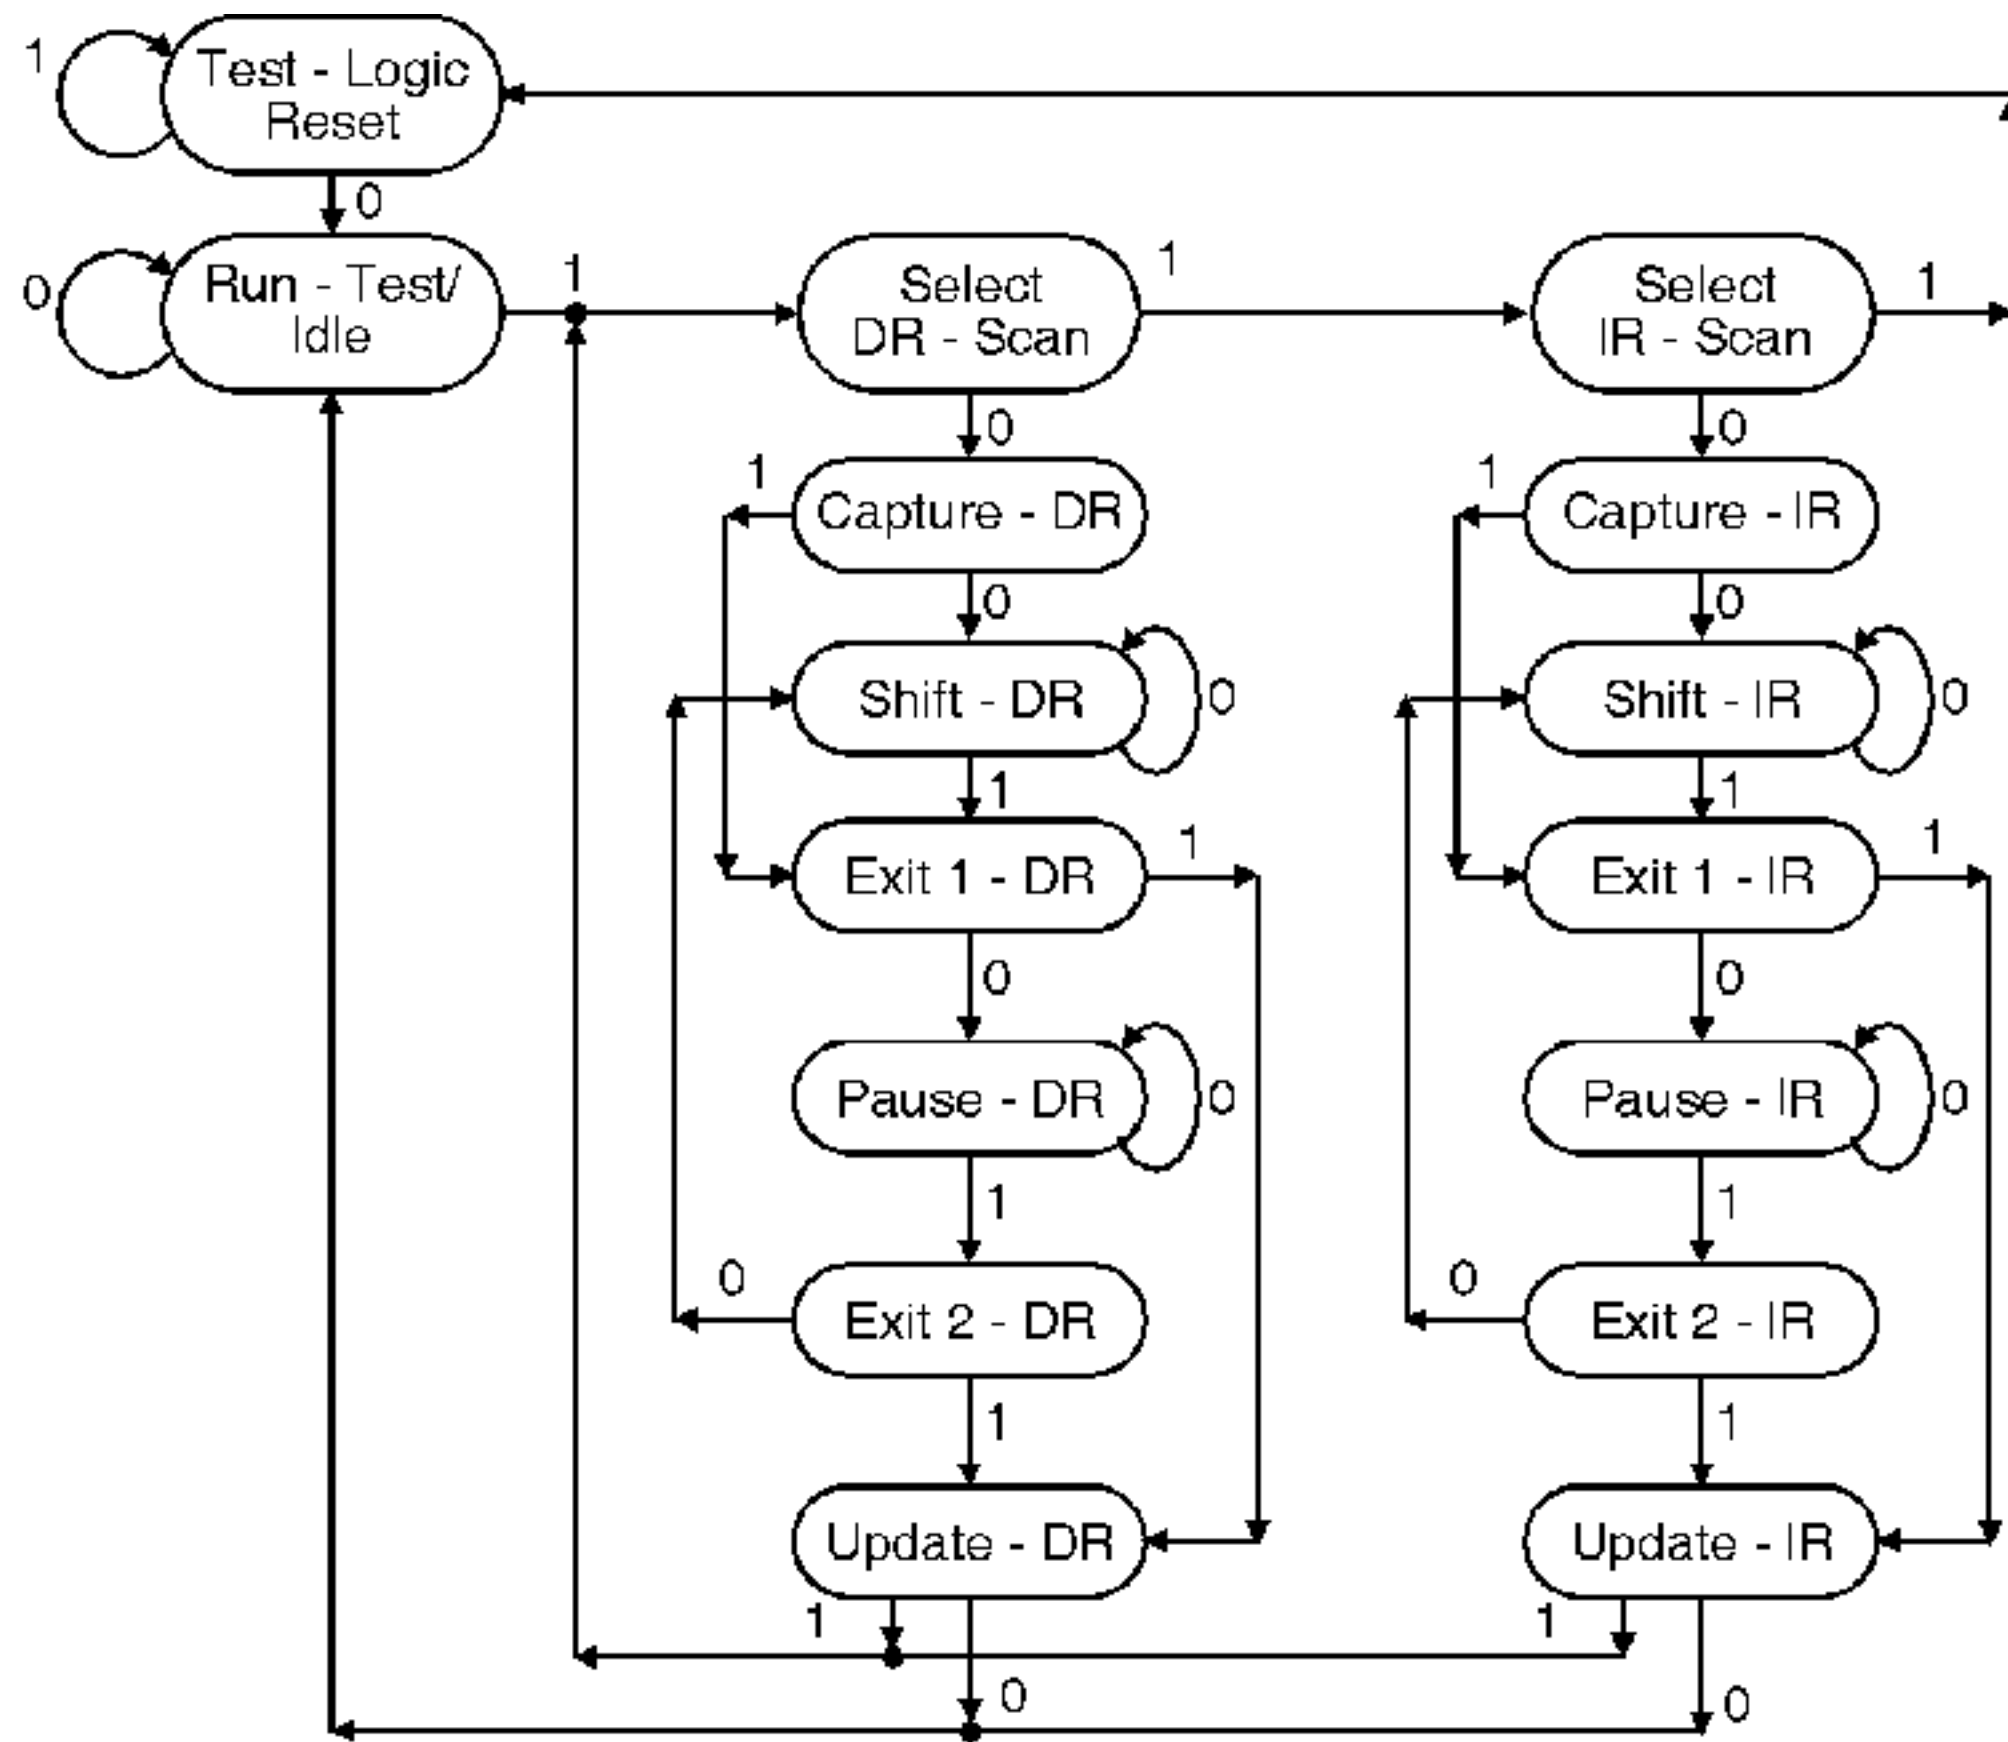 1
Test - Logic
Reset
0
0
Run - Test/
Idle
1
Select
DR - Scan
1
Select
IR - Scan
1
0
0
1
Capture - DR
1
Capture - IR
0
0
Shift - DR
0
Shift - IR
0
1
1
Exit 1 - DR
1
Exit 1 - IR
1
0
0
Pause - DR
0
Pause - IR
0
1
1
0
Exit 2 - DR
0
Exit 2 - IR
1
1
Update - DR
Update - IR
1
1
0
0